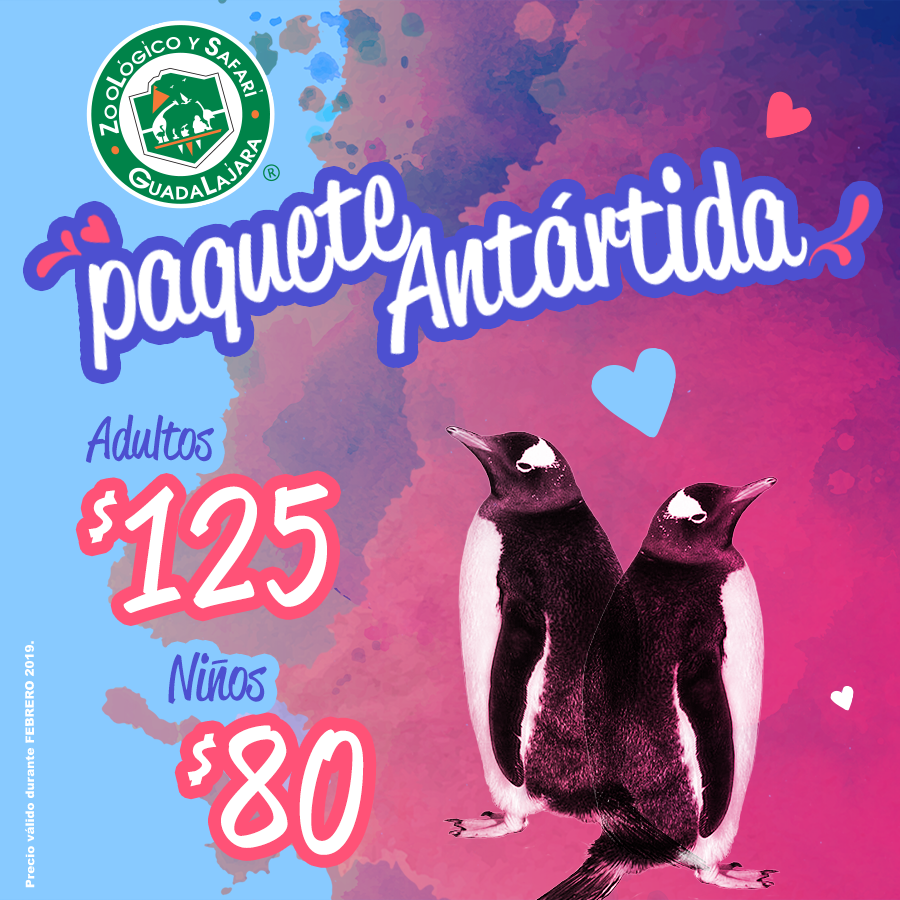 ZooLógico y Safari
GuadaLajara
®
paquete Antártida
Adultos
$125
Niños
$80
Precio válido durante FEBRERO 2019.